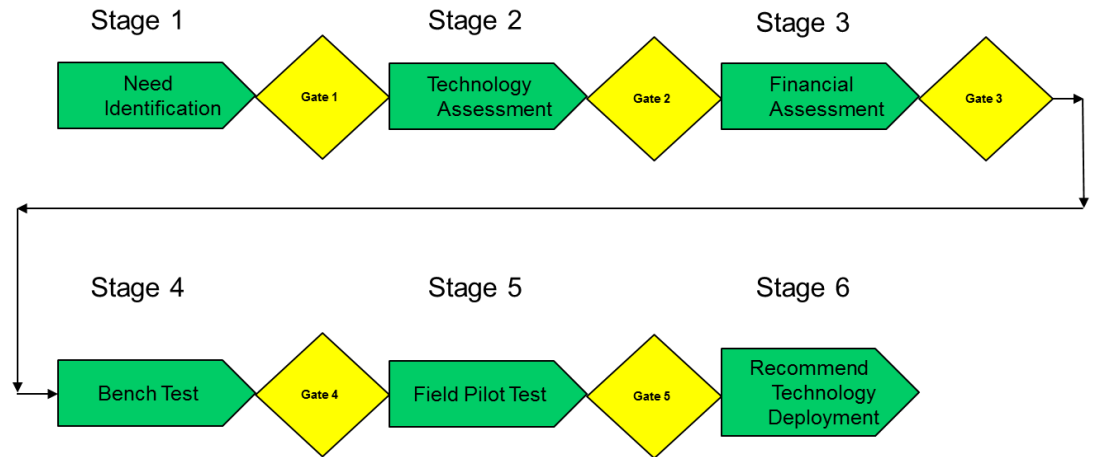 Stage 1
Stage 2
Stage 3
Need
Identification
Gate 1
Technology
Assessment
Gate 2
Financial
Assessment
Gate 3
Stage 4
Stage 5
Stage 6
Bench Test
Gate 4
Field Pilot Test
Gate 5
Recommend
Technology
Deployment